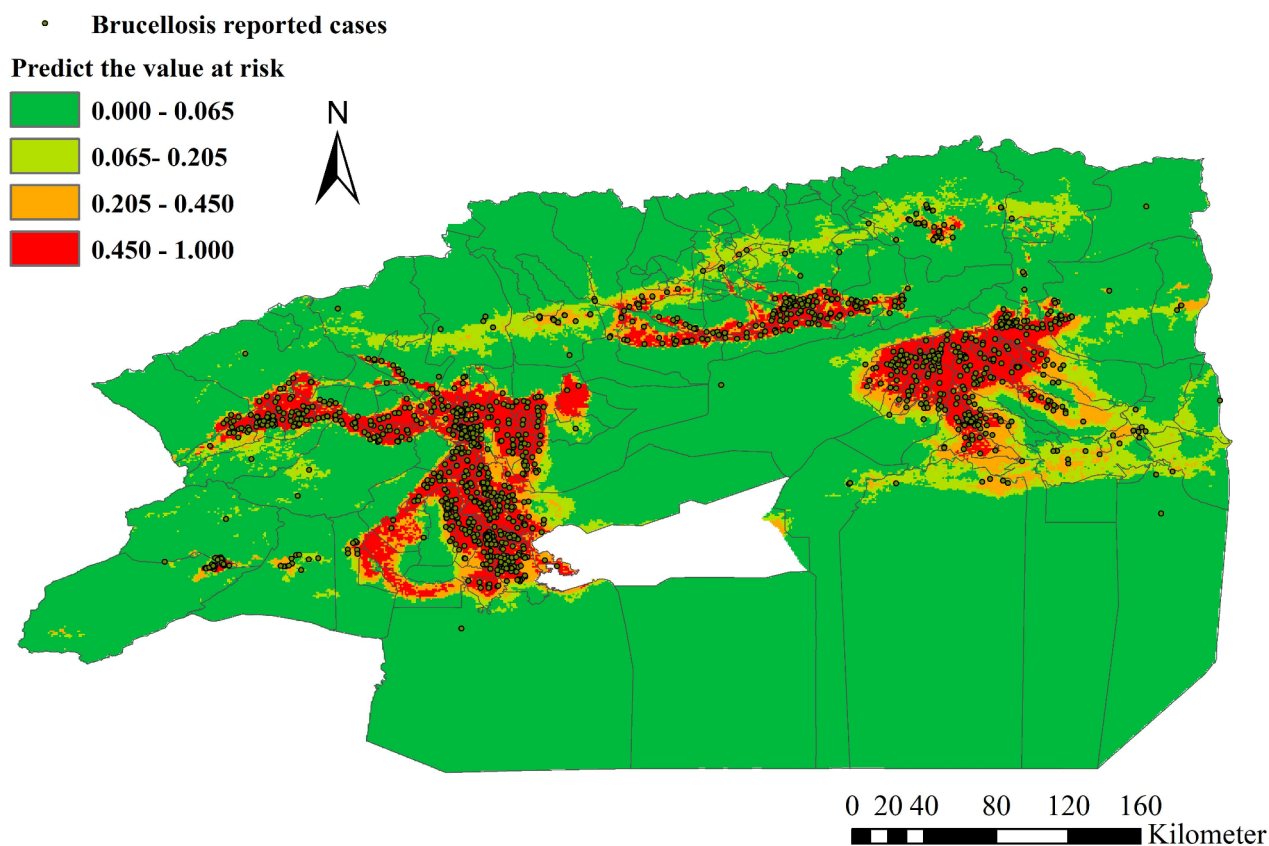 Brucellosis reported cases
Predict the value at risk
0.000 - 0.065
0.065- 0.205
0.205 - 0.450
0.450 - 1.000
N
0 20 40 80 120 160
Kilometer